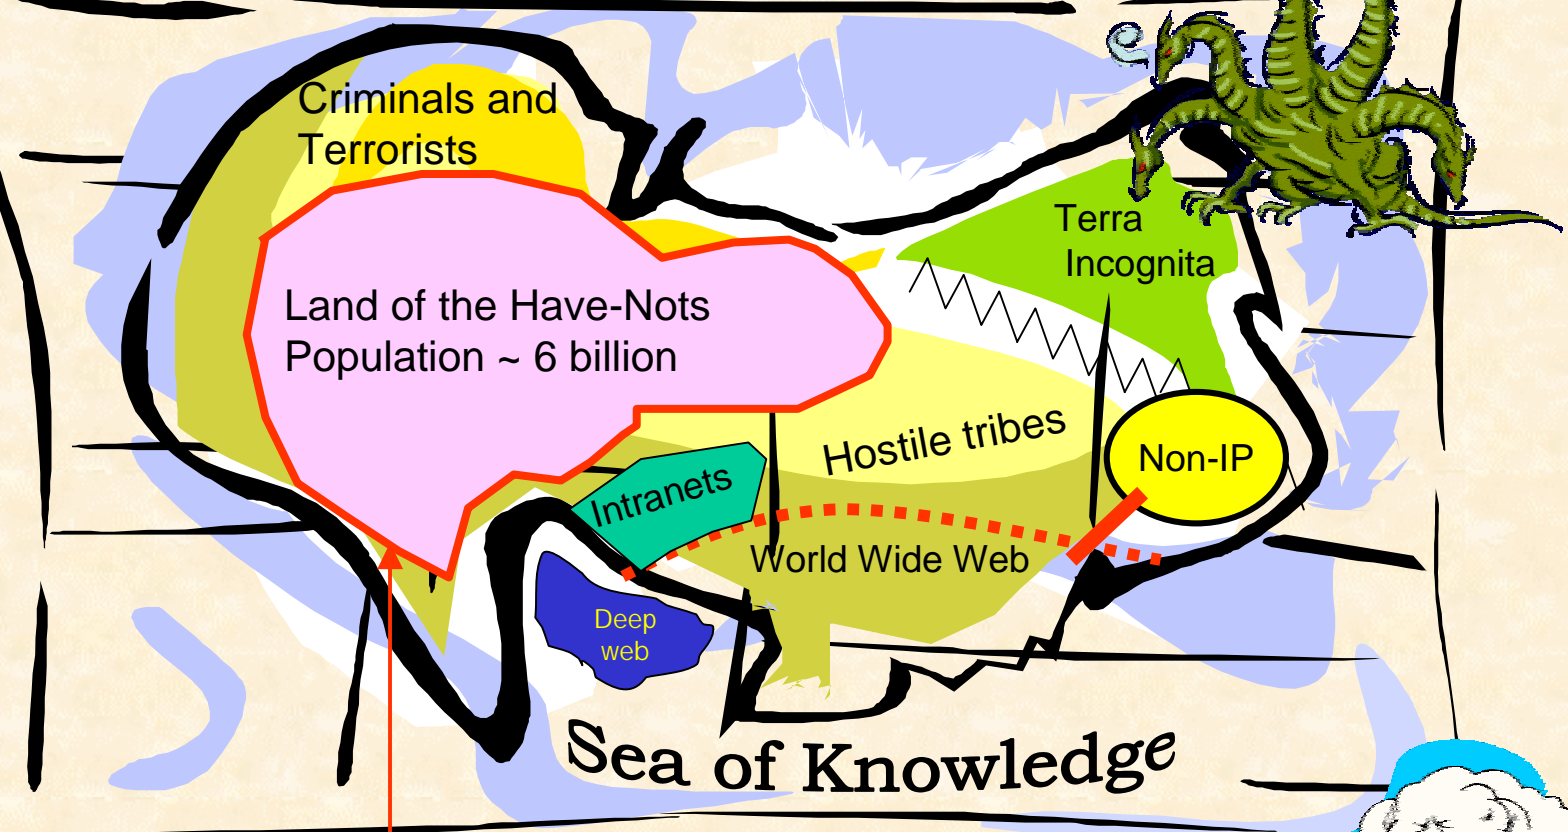 Criminals and
Terrorists
Terra
Incognita
Land of the Have-Nots
Population ~ 6 billion
Hostile tribes
Non-IP
Intranets
World Wide Web
Deep
web
Sea of Knowledge